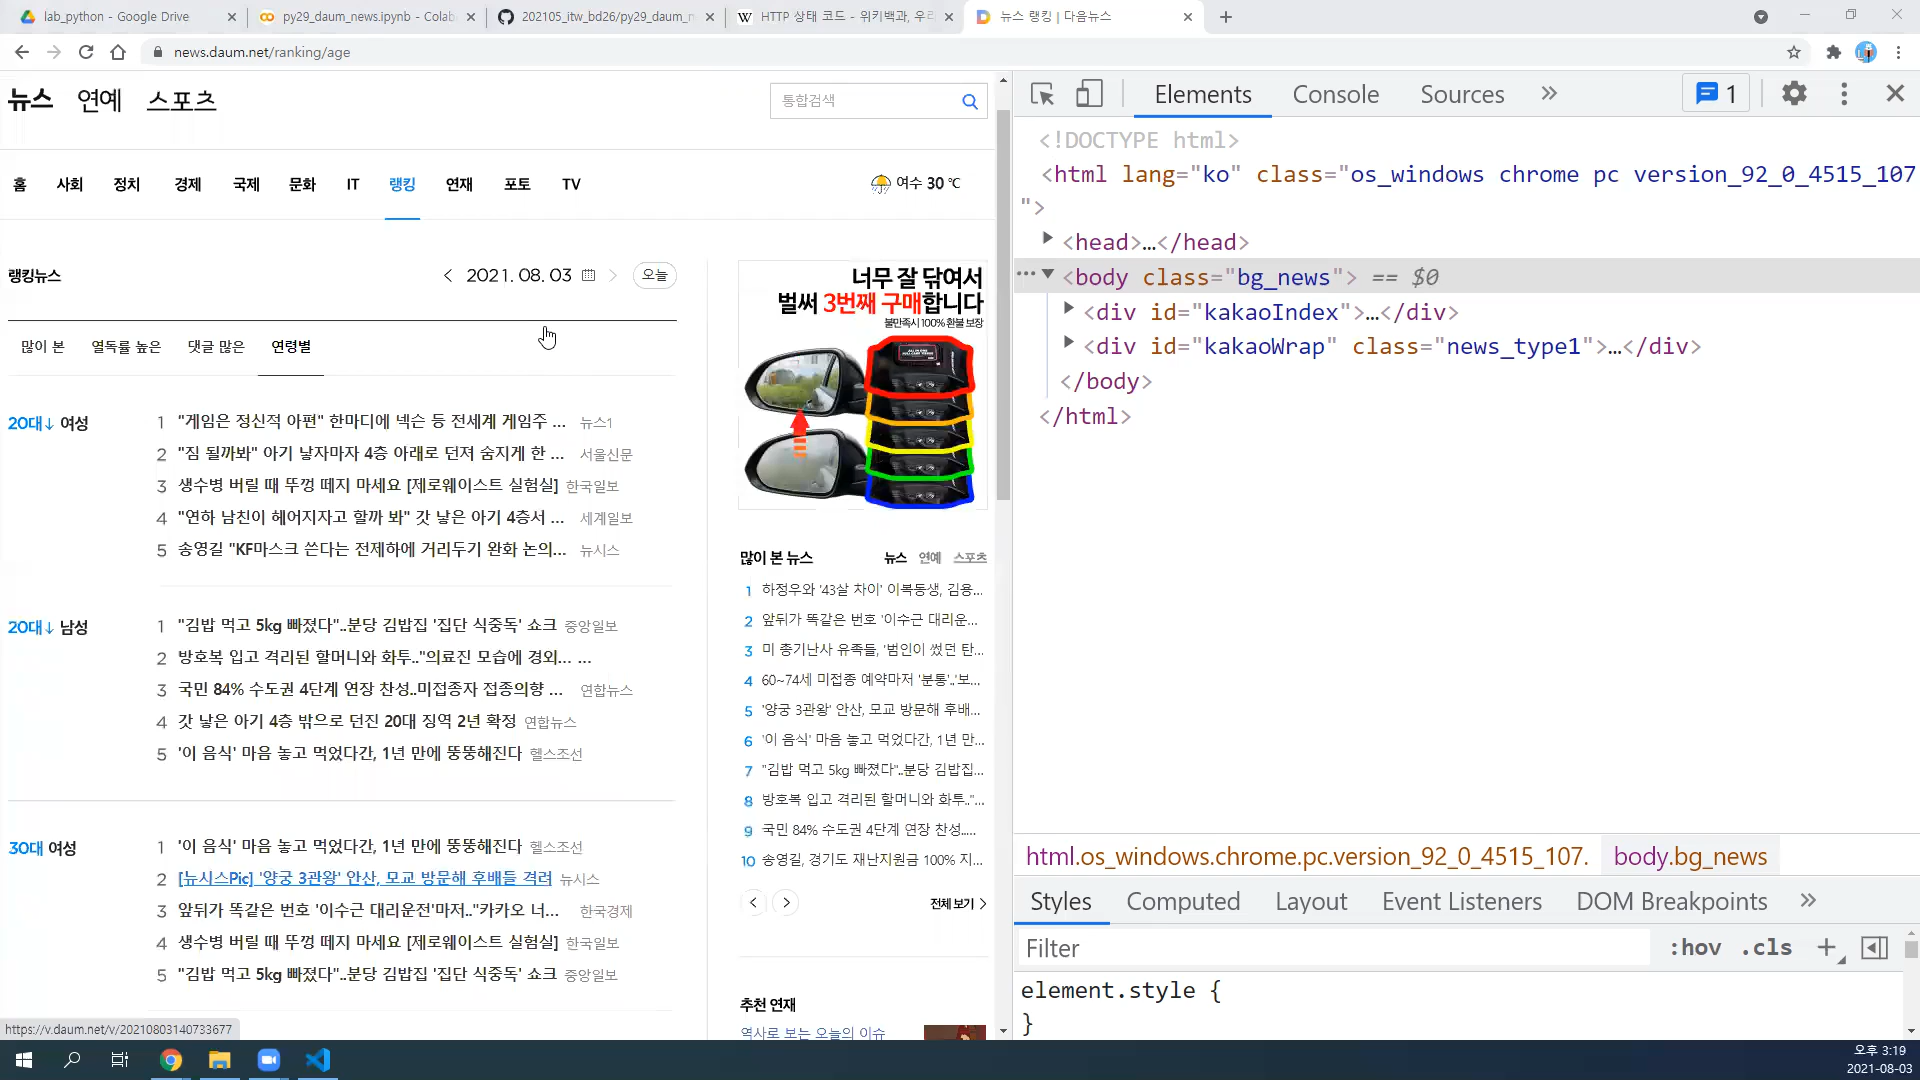 lab_python - Google Drive
py29_daum_news.ipynb - Colab
202105_itw_bd26/py29_daum_n
HTTP 상태 코드 - 위키백과, 우리
뉴스 랭킹 | 다음뉴스
news.daum.net/ranking/age
뉴스 연예 스포츠
통합검색
홈 사회 정치 경제 국제 문화 IT 랭킹 연재 포토 TV
여수 30 ℃
랭킹뉴스
2021. 08. 03
오늘
많이 본 열독률 높은 댓글 많은 연령별
20대↓ 여성
1 "게임은 정신적 아편" 한마디에 넥슨 등 전세계 게임주 ... 뉴스1
2 "짐 될까봐" 아기 낳자마자 4층 아래로 던져 숨지게 한 ... 서울신문
3 생수병 버릴 때 뚜껑 떼지 마세요 [제로웨이스트 실험실] 한국일보
4 "연하 남친이 헤어지자고 할까 봐" 갓 낳은 아기 4층서 ... 세계일보
5 송영길 "KF마스크 쓴다는 전제하에 거리두기 완화 논의... 뉴시스
20대↓ 남성
1 "김밥 먹고 5kg 빠졌다"..분당 김밥집 '집단 식중독' 쇼크 중앙일보
2 방호복 입고 격리된 할머니와 화투.."의료진 모습에 경외... ...
3 국민 84% 수도권 4단계 연장 찬성..미접종자 접종의향 ... 연합뉴스
4 갓 낳은 아기 4층 밖으로 던진 20대 징역 2년 확정 연합뉴스
5 '이 음식' 마음 놓고 먹었다간, 1년 만에 뚱뚱해진다 헬스조선
30대 여성
1 '이 음식' 마음 놓고 먹었다간, 1년 만에 뚱뚱해진다 헬스조선
2 [뉴시스Pic] '양궁 3관왕' 안산, 모교 방문해 후배들 격려 뉴시스
3 앞뒤가 똑같은 번호 '이수근 대리운전'마저.."카카오 너... 한국경제
4 생수병 버릴 때 뚜껑 떼지 마세요 [제로웨이스트 실험실] 한국일보
5 "김밥 먹고 5kg 빠졌다"..분당 김밥집 '집단 식중독' 쇼크 중앙일보
https://v.daum.net/v/20210803140733677
너무 잘 닦여서
벌써 3번째 구매합니다
불만족시 100% 환불 보장
많이 본 뉴스 뉴스 연예 스포츠
1 하정우와 '43살 차이' 이복동생, 김용...
2 앞뒤가 똑같은 번호 '이수근 대리운...
3 미 총기난사 유족들, '범인이 썼던 탄...
4 60~74세 미접종 예약마저 '분통'..'보...
5 '양궁 3관왕' 안산, 모교 방문해 후배...
6 '이 음식' 마음 놓고 먹었다간, 1년 만...
7 "김밥 먹고 5kg 빠졌다"..분당 김밥집...
8 방호복 입고 격리된 할머니와 화투.."...
9 국민 84% 수도권 4단계 연장 찬성.....
10 송영길, 경기도 재난지원금 100% 지...
전체 보기
추천 연재
역사로 보는 오늘의 이슈
Elements Console Sources » 1
<!DOCTYPE html>
<html lang="ko" class="os_windows chrome pc version_92_0_4515_107
">
<head>…</head>
<body class="bg_news"> == $0
<div id="kakaoIndex">…</div>
<div id="kakaoWrap" class="news_type1">…</div>
</body>
</html>
html.os_windows.chrome.pc.version_92_0_4515_107. body.bg_news
Styles Computed Layout Event Listeners DOM Breakpoints »
Filter :hov .cls +
element.style {
}
오후 3:19
2021-08-03